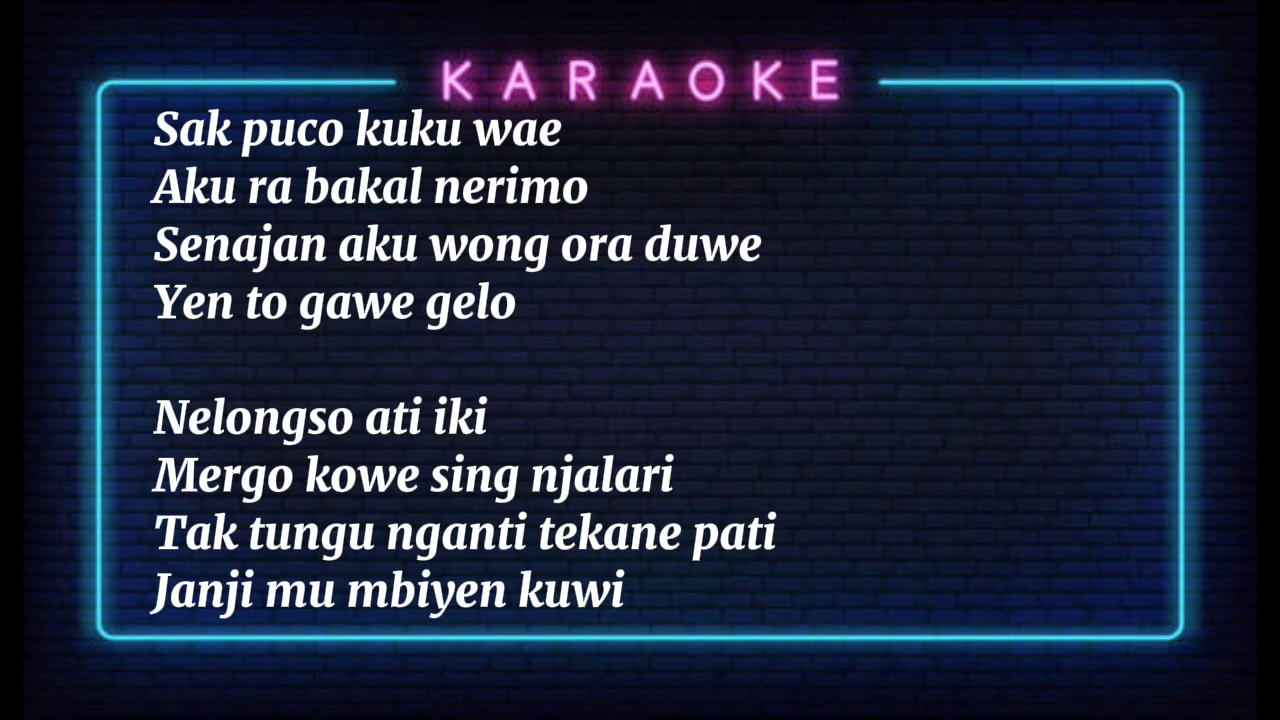 KARAOKE
Sak puco kuku wae
Aku ra bakal nerimo
Senajan aku wong ora duwe
Yen to gawe gelo
Nelongso ati iki
Mergo kowe sing njalari
Tak tungu nganti tekane pati
Janji mu mbiyen kuwi